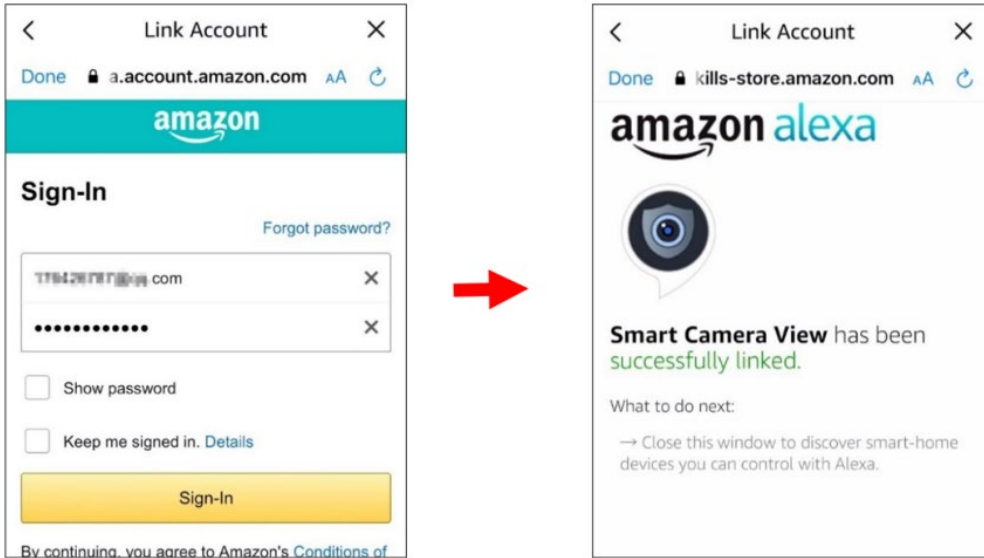 Link Account
Done a.account.amazon.com AA
amazon
Sign-In
Forgot password?
.com
Show password
Keep me signed in. Details
Sign-In
By continuing, you agree to Amazon's Conditions of
Link Account
Done kills-store.amazon.com AA
amazon alexa
Smart Camera View has been
successfully linked.
What to do next:
→ Close this window to discover smart-home
devices you can control with Alexa.